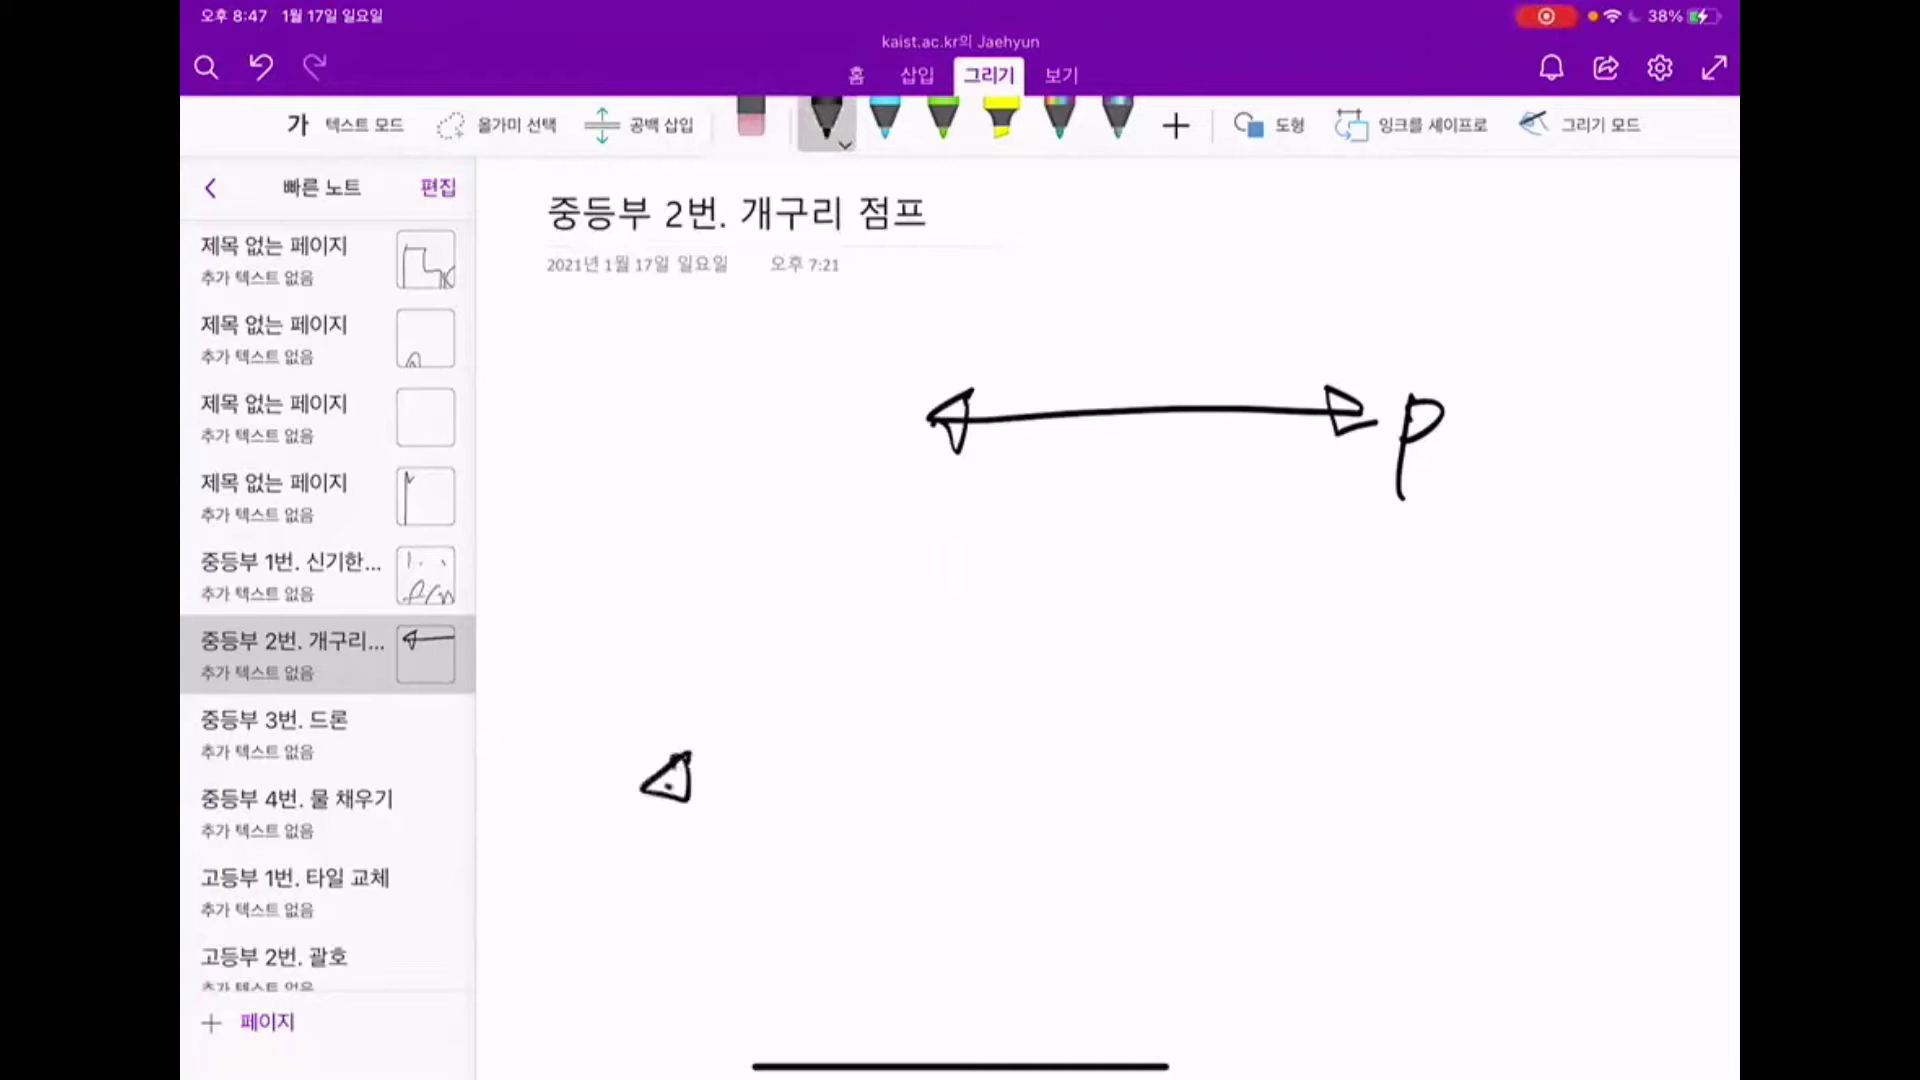 오후 8:47 1월 17일 일요일
38%
kaist.ac.kr의 Jaehyun
홈 삽입 그리기 보기
가 텍스트 모드 올가미 선택 공백 삽입 도형 잉크를 셰이프로 그리기 모드
빠른 노트 편집
제목 없는 페이지
추가 텍스트 없음
제목 없는 페이지
추가 텍스트 없음
제목 없는 페이지
추가 텍스트 없음
제목 없는 페이지
추가 텍스트 없음
중등부 1번. 신기한...
추가 텍스트 없음
중등부 2번. 개구리...
추가 텍스트 없음
중등부 3번. 드론
추가 텍스트 없음
중등부 4번. 물 채우기
추가 텍스트 없음
고등부 1번. 타일 교체
추가 텍스트 없음
고등부 2번. 괄호
추가 텍스트 없음
페이지
중등부 2번. 개구리 점프
2021년 1월 17일 일요일 오후 7:21
P